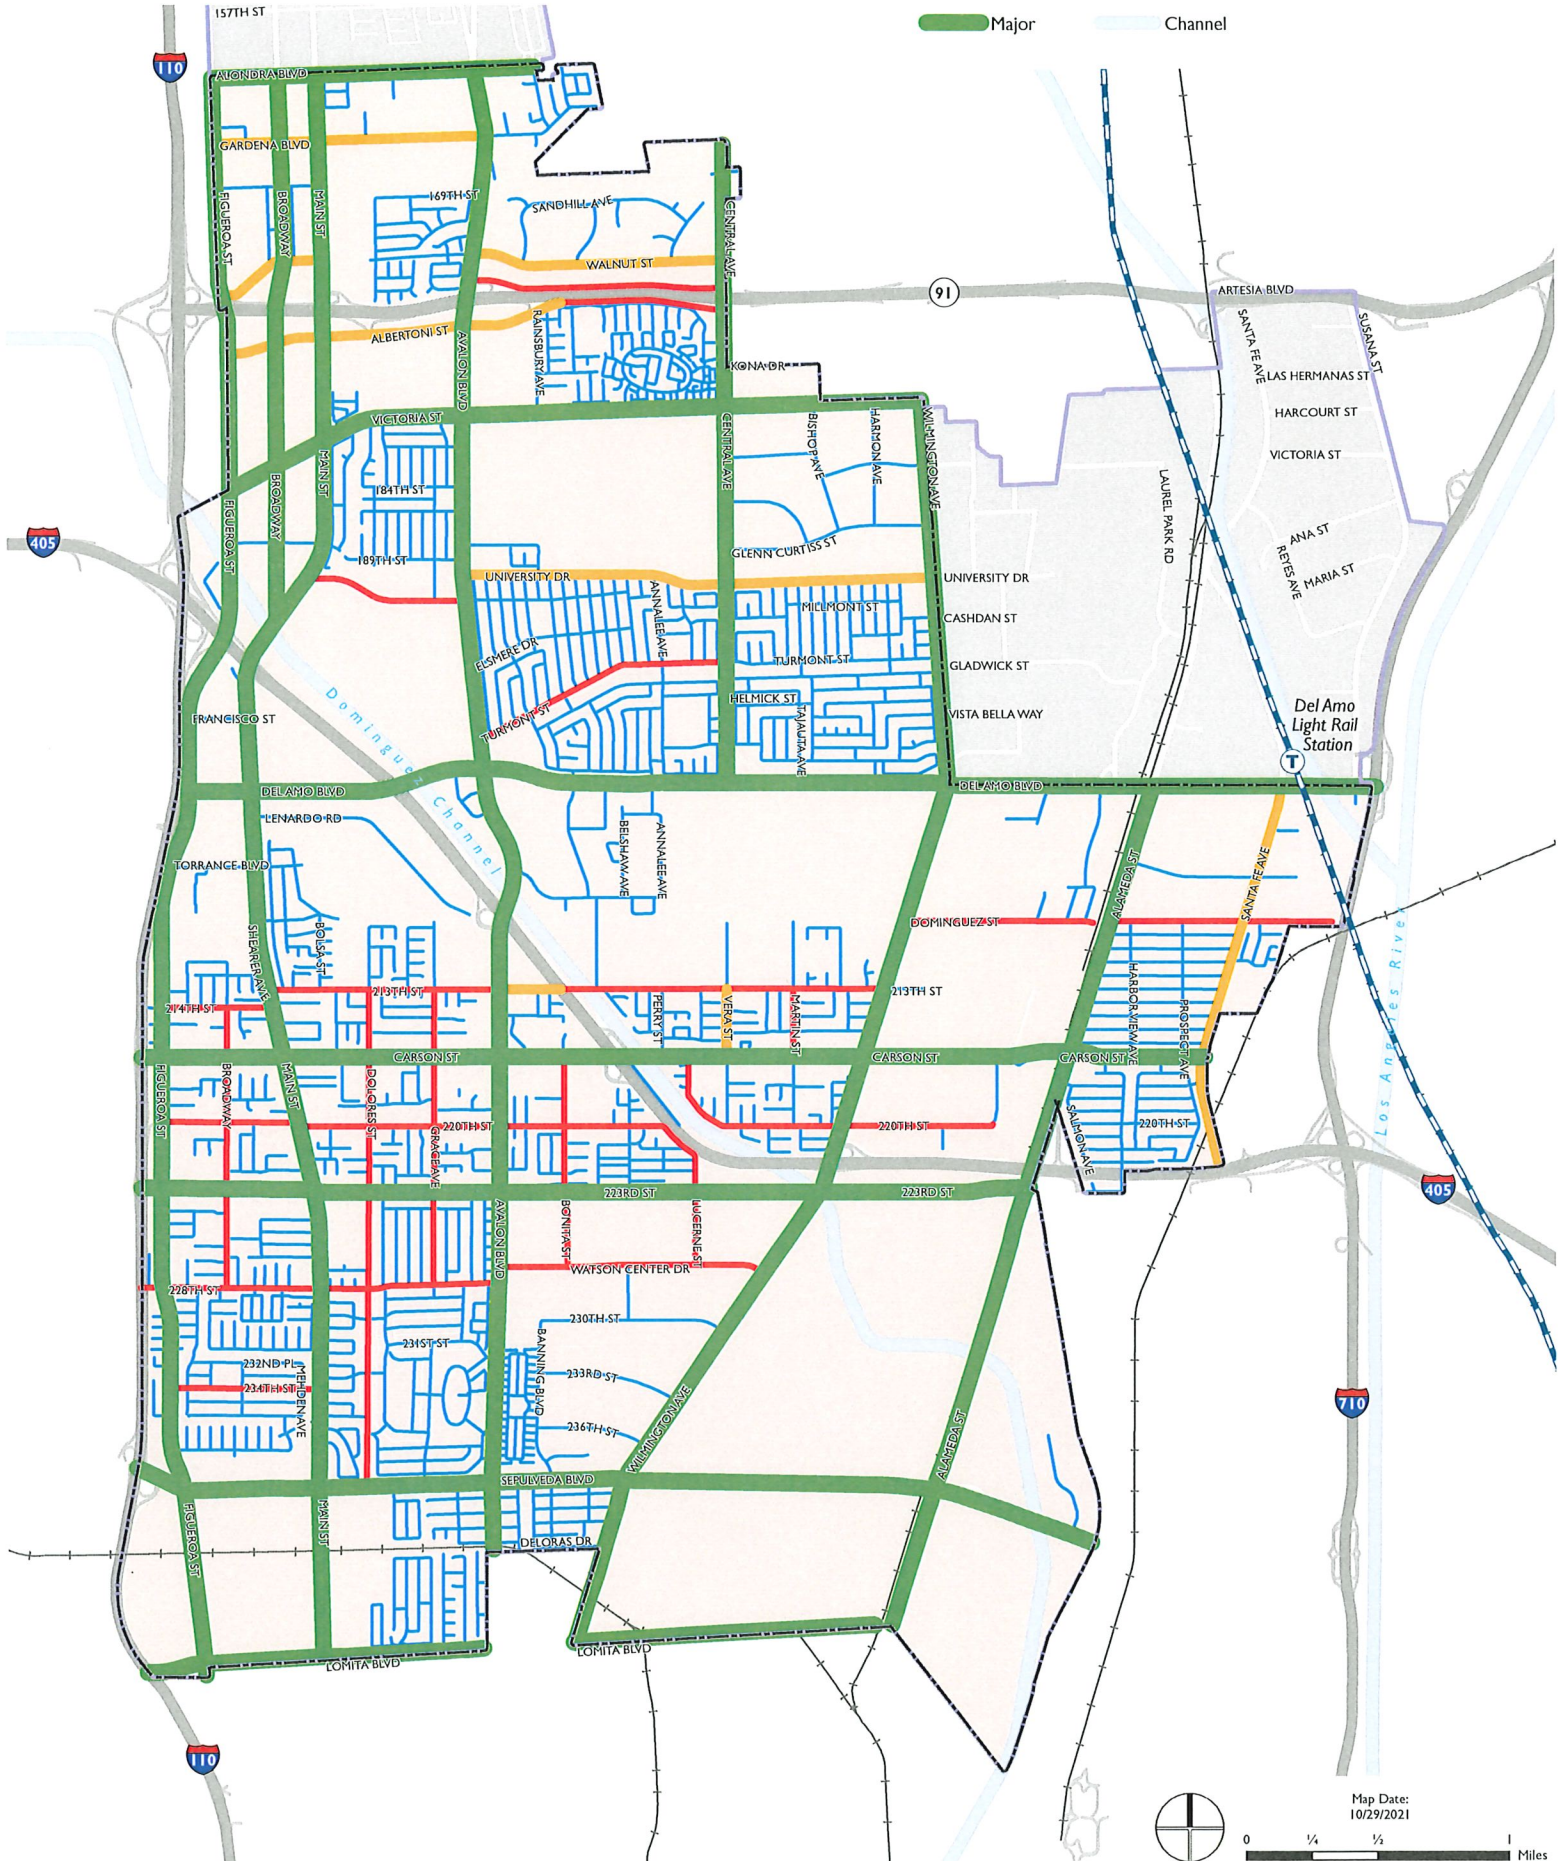 157TH ST
Major
Channel
110
ALONDRA BLVD
GARDENA BLVD
169TH ST
SANDHILL AVE
FIGUEROA ST
BROADWAY
MAIN ST
CENTRAL AVE
WALNUT ST
91
ARTESIA BLVD
ALBERTONI ST
RAINSBURY AVE
AVALON BLVD
SANTA FE AVE
SUSANA ST
KONA DR
LAS HERMANAS ST
VICTORIA ST
HARCOURT ST
BISHOP AVE
HARMON AVE
WILMINGTON AVE
CENTRAL AVE
VICTORIA ST
MAIN ST
BROADWAY
184TH ST
LAUREL PARK RD
FIGUEROA ST
405
ANA ST
189TH ST
GLENN CURTISS ST
REYES AVE
MARIA ST
UNIVERSITY DR
UNIVERSITY DR
ANNALEE AVE
MILLMONT ST
CASHDAN ST
ELSMERE DR
TURMONT ST
GLADWICK ST
Dominguez Channel
HELMICK ST
TAJAUTA AVE
VISTA BELLA WAY
FRANCISCO ST
TURMONT ST
Del Amo
Light Rail
Station
T
DEL AMO BLVD
DEL AMO BLVD
LENARDO RD
BELSHAW AVE
ANNALEE AVE
TORRANCE BLVD
ALAMEDA ST
SANTA FE AVE
SHEARER AVE
BOLSA ST
DOMINGUEZ ST
Los Angeles River
213TH ST
213TH ST
214TH ST
PERRY ST
VERA ST
MARTIN ST
HARBOR VIEW AVE
PROSPECT AVE
CARSON ST
CARSON ST
CARSON ST
FIGUEROA ST
BROADWAY
MAIN ST
DOLORES ST
220TH ST
GRACE AVE
220TH ST
SALMON AVE
220TH ST
223RD ST
223RD ST
405
AVALON BLVD
BONITA ST
LUCERNE ST
WATSON CENTER DR
228TH ST
230TH ST
231ST ST
BANNING BLVD
232ND PL
MEHDEN AVE
233RD ST
234TH ST
236TH ST
WILMINGTON AVE
ALAMEDA ST
710
SEPULVEDA BLVD
FIGUEROA ST
MAIN ST
DELORAS DR
LOMITA BLVD
LOMITA BLVD
110
Map Date:
10/29/2021
0 1/4 1/2 1
Miles